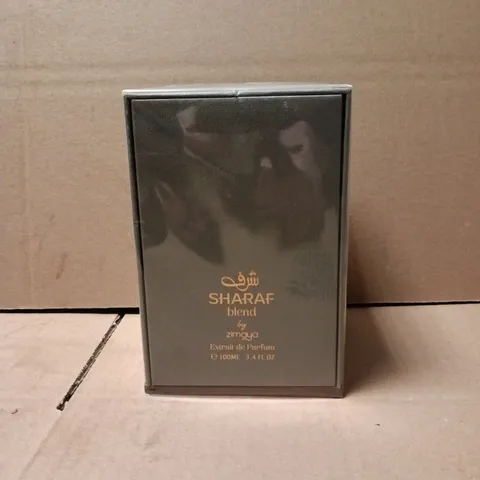 شرف
SHARAF
blend
by
zimaya
Extrait de Parfum
℮ 100ML 3.4 FL OZ